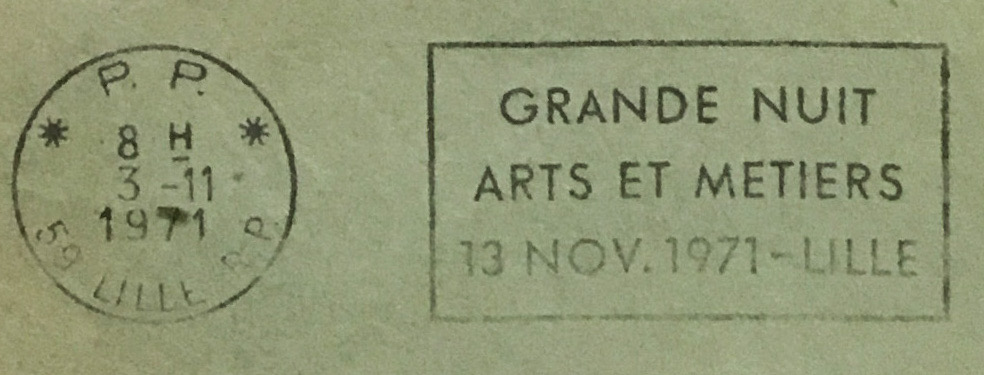 P. P.
* 8 H *
3 -11
1971
59 LILLE R.P.
GRANDE NUIT
ARTS ET METIERS
13 NOV. 1971-LILLE